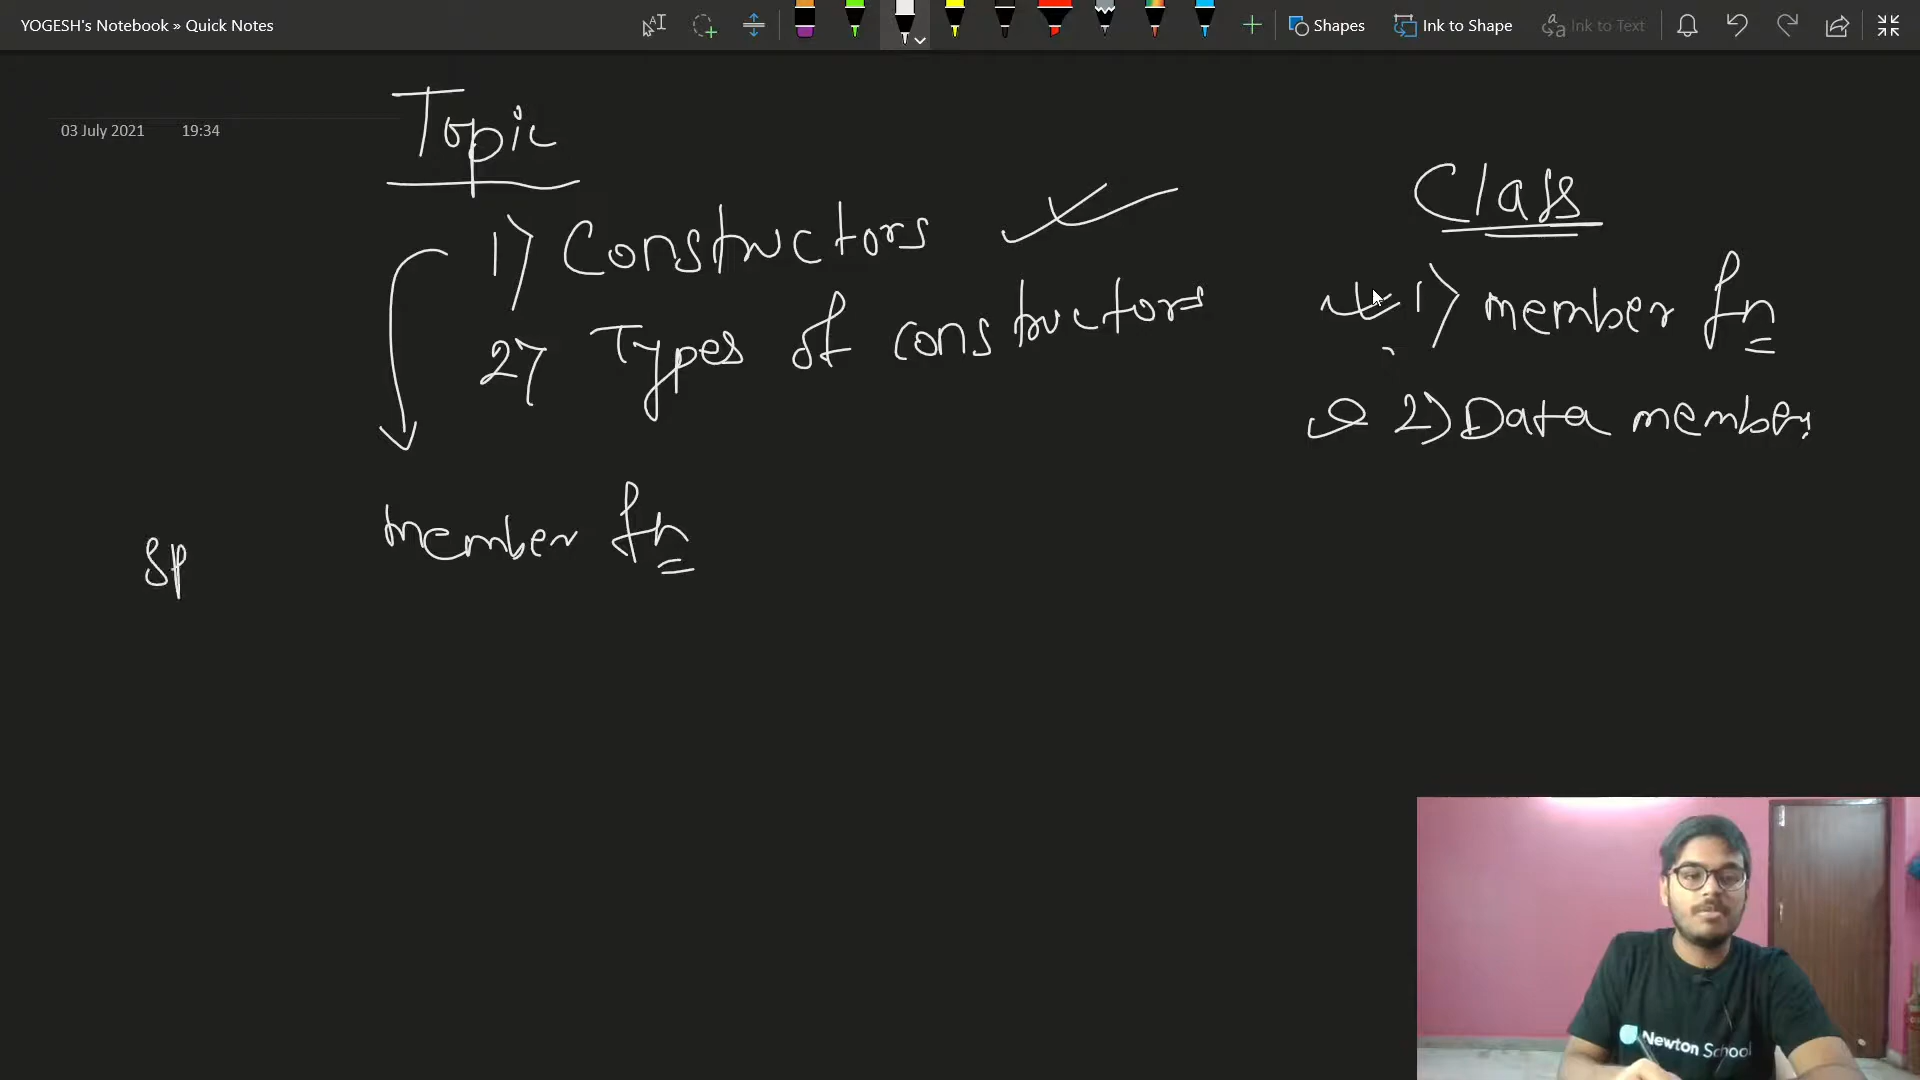 YOGESH's Notebook » Quick Notes
Shapes
Ink to Shape
Ink to Text
03 July 2021 19:34
Topic
1) Constructors
2) Types of constructors
member fn
Sp
Class
1) member fn
2) Data members
Newton School